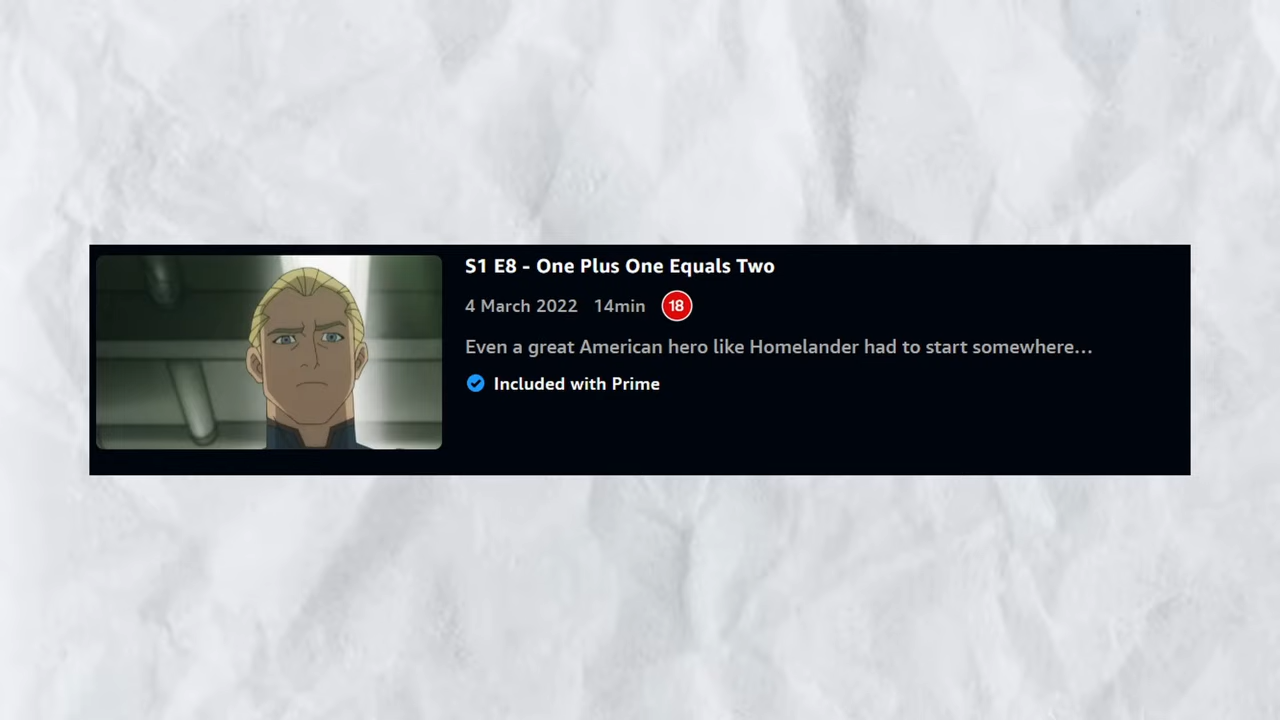 S1 E8 - One Plus One Equals Two
4 March 2022 14min 18
Even a great American hero like Homelander had to start somewhere...
Included with Prime